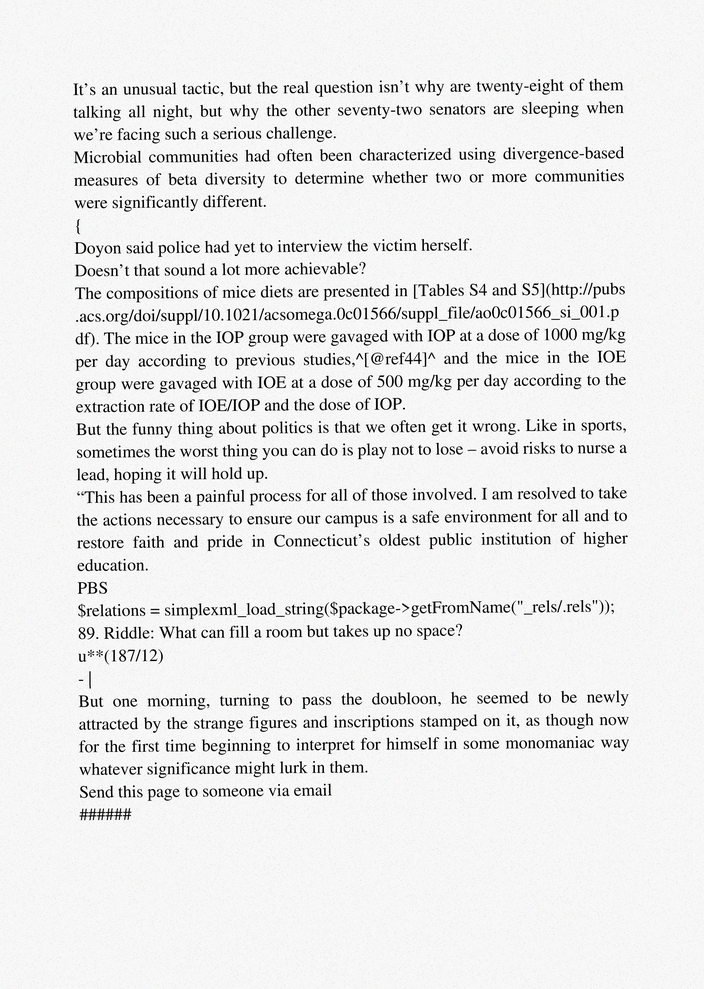 It’s an unusual tactic, but the real question isn’t why are twenty-eight of them
talking all night, but why the other seventy-two senators are sleeping when
we’re facing such a serious challenge.
Microbial communities had often been characterized using divergence-based
measures of beta diversity to determine whether two or more communities
were significantly different.
{
Doyon said police had yet to interview the victim herself.
Doesn’t that sound a lot more achievable?
The compositions of mice diets are presented in [Tables S4 and S5](http://pubs
.acs.org/doi/suppl/10.1021/acsomega.0c01566/suppl_file/ao0c01566_si_001.p
df). The mice in the IOP group were gavaged with IOP at a dose of 1000 mg/kg
per day according to previous studies,^[@ref44]^ and the mice in the IOE
group were gavaged with IOE at a dose of 500 mg/kg per day according to the
extraction rate of IOE/IOP and the dose of IOP.
But the funny thing about politics is that we often get it wrong. Like in sports,
sometimes the worst thing you can do is play not to lose – avoid risks to nurse a
lead, hoping it will hold up.
“This has been a painful process for all of those involved. I am resolved to take
the actions necessary to ensure our campus is a safe environment for all and to
restore faith and pride in Connecticut’s oldest public institution of higher
education.
PBS
$relations = simplexml_load_string($package->getFromName("_rels/.rels"));
89. Riddle: What can fill a room but takes up no space?
u**(187/12)
- |
But one morning, turning to pass the doubloon, he seemed to be newly
attracted by the strange figures and inscriptions stamped on it, as though now
for the first time beginning to interpret for himself in some monomaniac way
whatever significance might lurk in them.
Send this page to someone via email
######